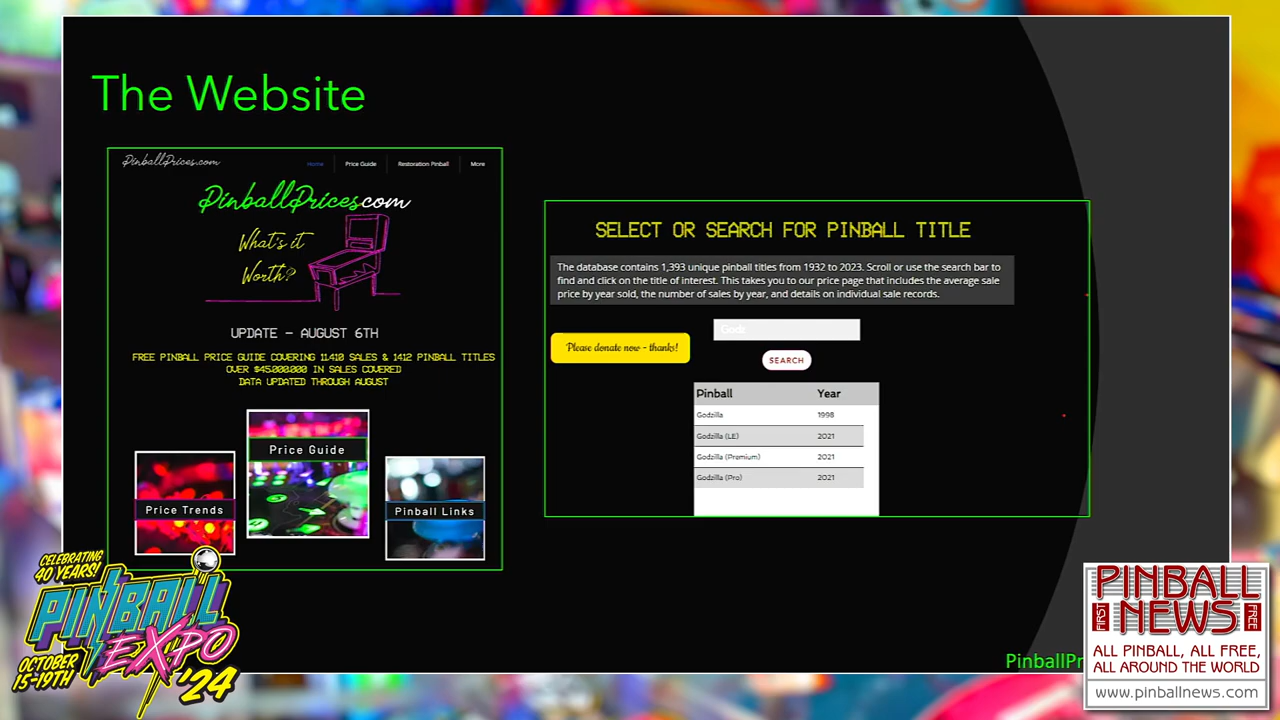 The Website
PinballPrices.com
Home
Price Guide
Restoration Pinball
More
PinballPrices.com
What's it
Worth?
UPDATE - AUGUST 6TH
FREE PINBALL PRICE GUIDE COVERING 11,410 SALES & 1412 PINBALL TITLES
OVER $45,000,000 IN SALES COVERED
DATA UPDATED THROUGH AUGUST
Price Trends
Price Guide
Pinball Links
SELECT OR SEARCH FOR PINBALL TITLE
The database contains 1,393 unique pinball titles from 1932 to 2023. Scroll or use the search bar to
find and click on the title of interest. This takes you to our price page that includes the average sale
price by year sold, the number of sales by year, and details on individual sale records.
Please donate now - thanks!
Godz
SEARCH
Pinball Year
Godzilla 1998
Godzilla (LE) 2021
Godzilla (Premium) 2021
Godzilla (Pro) 2021
CELEBRATING
40 YEARS!
PINBALL
EXPO
OCTOBER
15-19TH
'24
PinballPr
PINBALL
FIRST NEWS FREE
ALL PINBALL, ALL FREE,
ALL AROUND THE WORLD
www.pinballnews.com